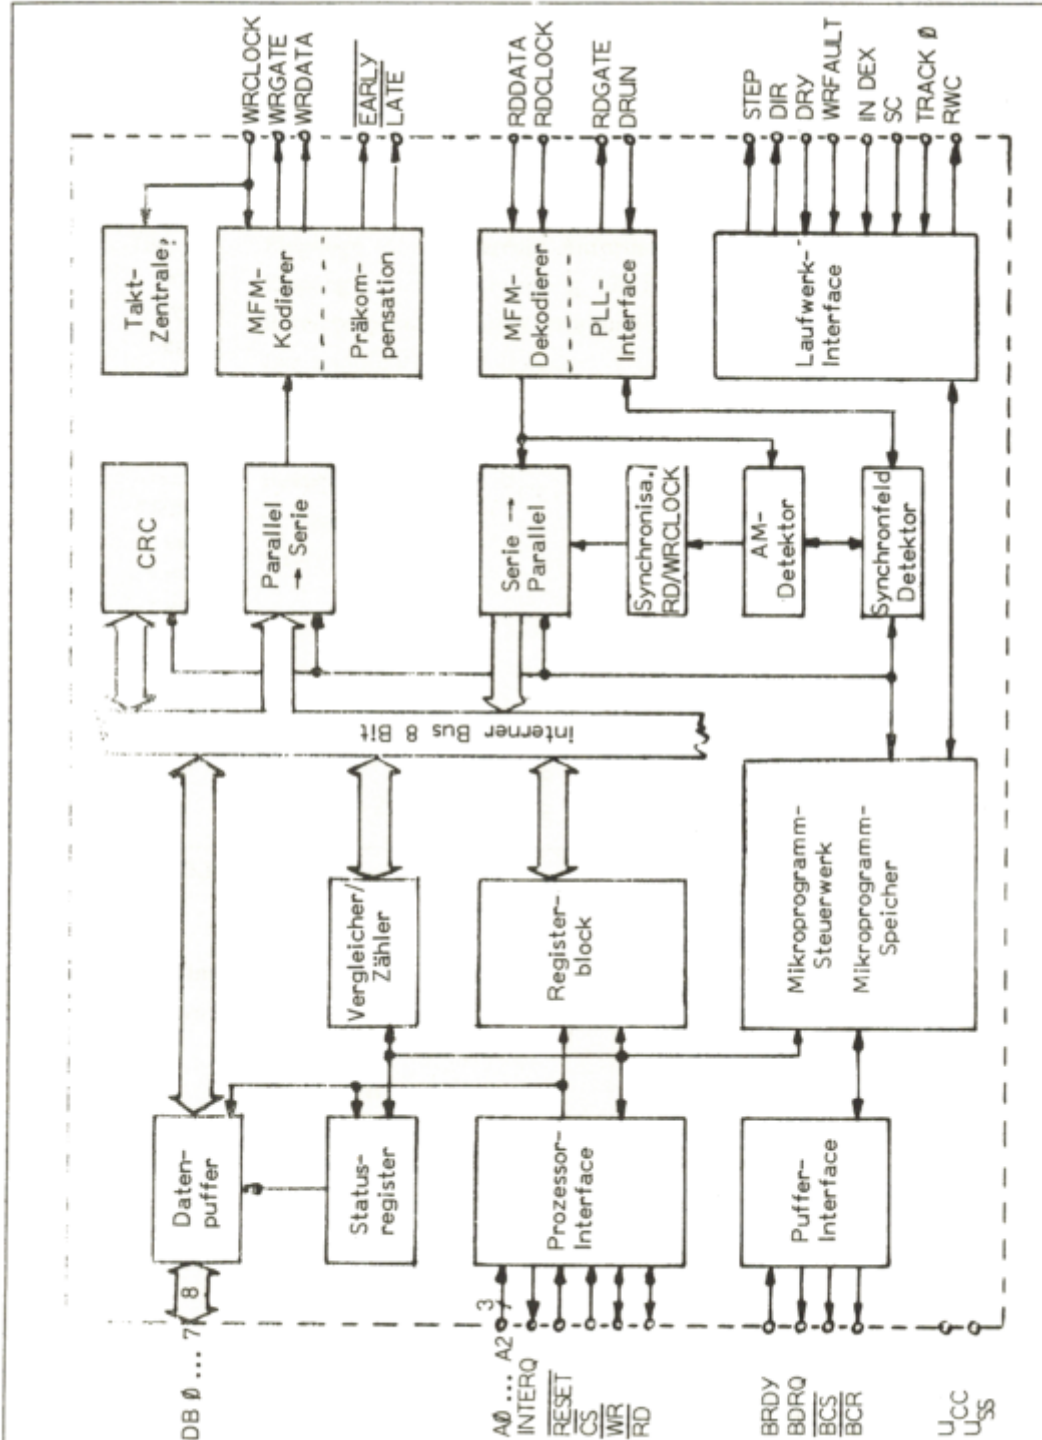 DB Ø ... 7
8
Daten-
puffer
Status-
register
AØ ... A2
3
INTERQ
RESET
CS
WR
RD
Prozessor-
Interface
BRDY
BDRQ
BCS
BCR
Puffer-
Interface
UCC
USS
Vergleicher/
Zähler
Register-
block
Mikroprogramm-
Steuerwerk
Mikroprogramm-
Speicher
interner Bus 8 Bit
CRC
Parallel
→ Serie
Serie →
Parallel
Synchronisa.
RD/WRCLOCK
AM-
Detektor
Synchronfeld
Detektor
Takt-
Zentrale
MFM-
Kodierer
Präkom-
pensation
MFM-
Dekodierer
PLL-
Interface
Laufwerk-
Interface
WRCLOCK
WRGATE
WRDATA
EARLY
LATE
RDDATA
RDCLOCK
RDGATE
DRUN
STEP
DIR
DRY
WRFAULT
IN DEX
SC
TRACK Ø
RWC